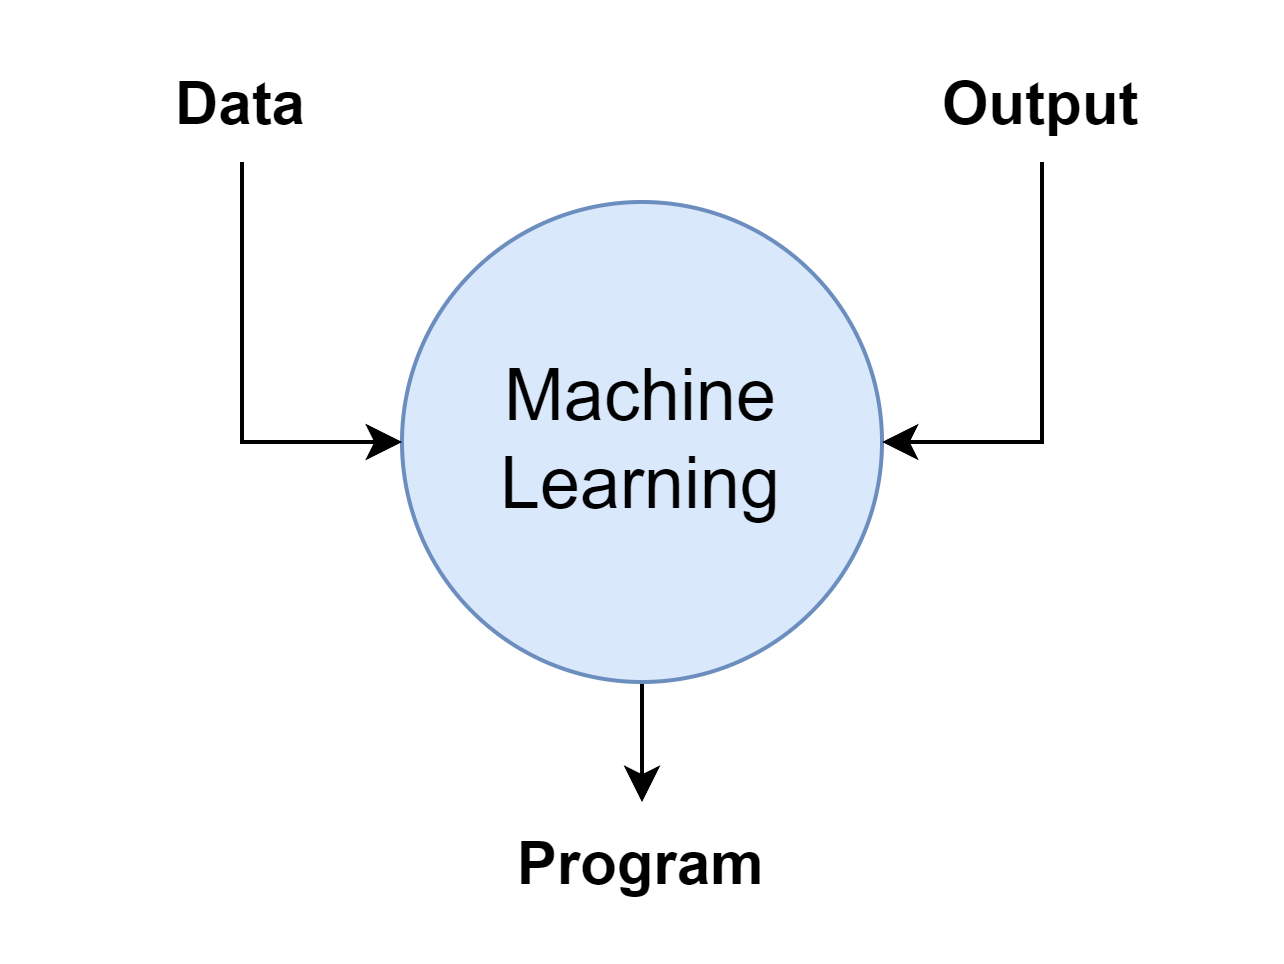 Data
Output
Machine
Learning
Program